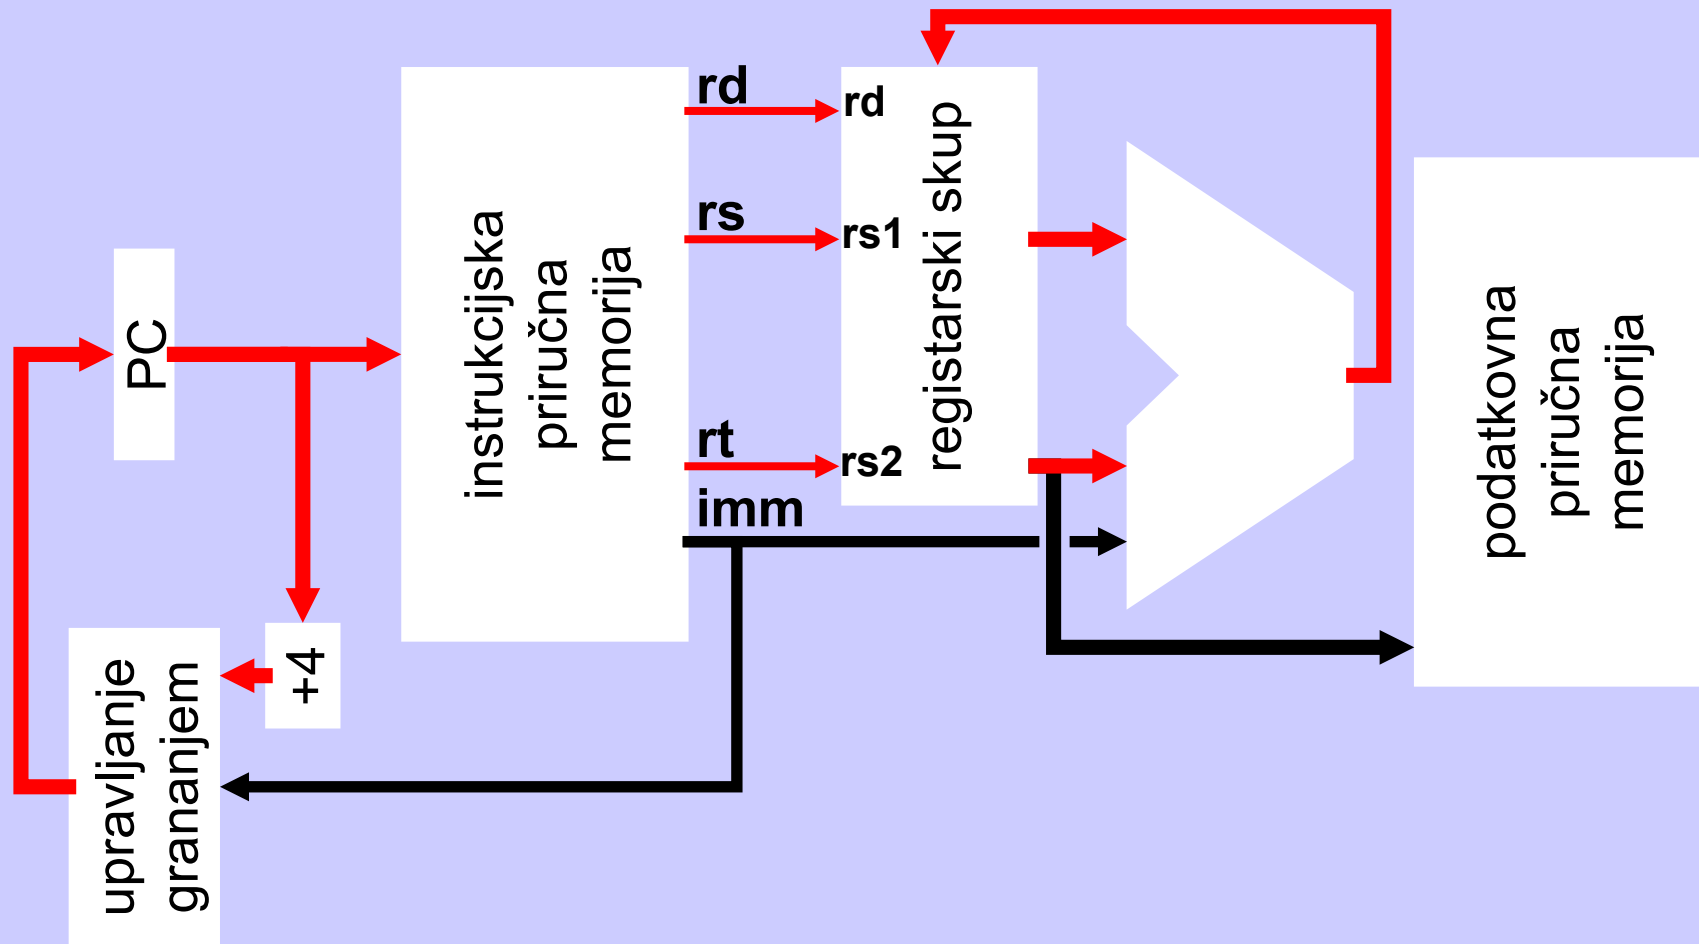 PC
upravljanje
grananjem
+4
instrukcijska
priručna
memorija
rd
rs
rt
imm
rd
rs1
rs2
registarski skup
podatkovna
priručna
memorija